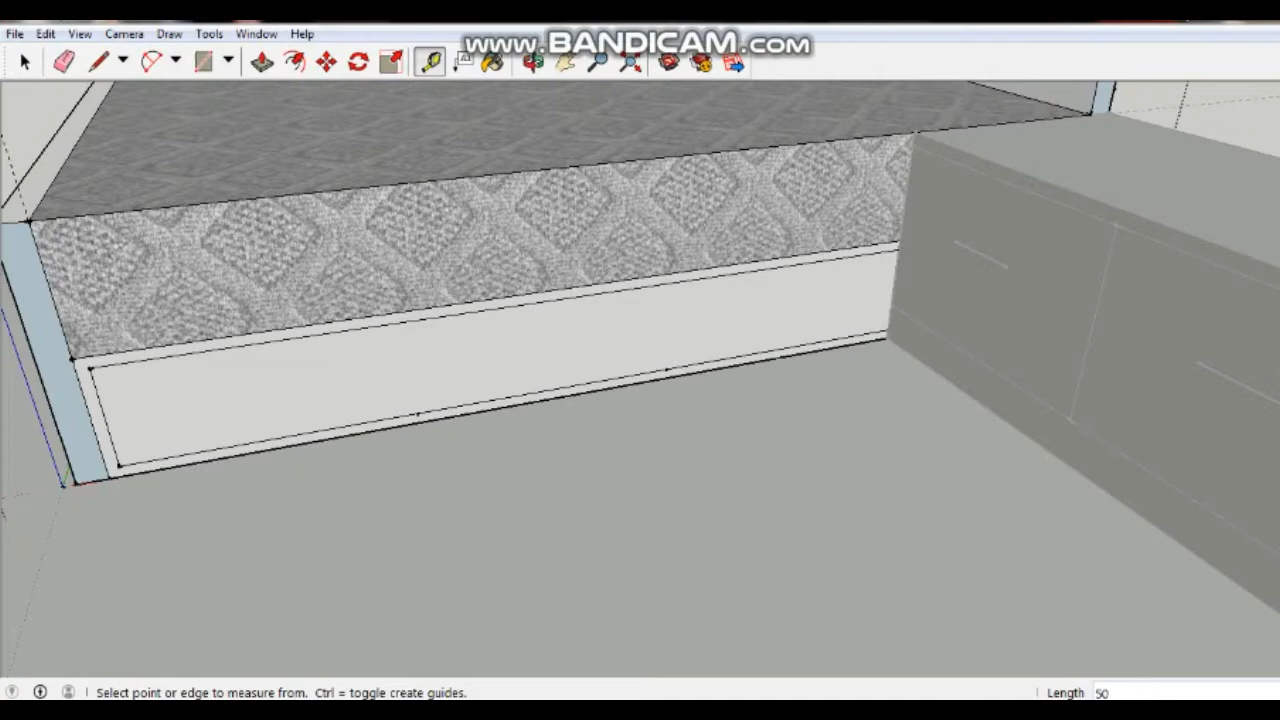 www.BANDICAM.com
File Edit View Camera Draw Tools Window Help
Select point or edge to measure from. Ctrl = toggle create guides.
Length 50